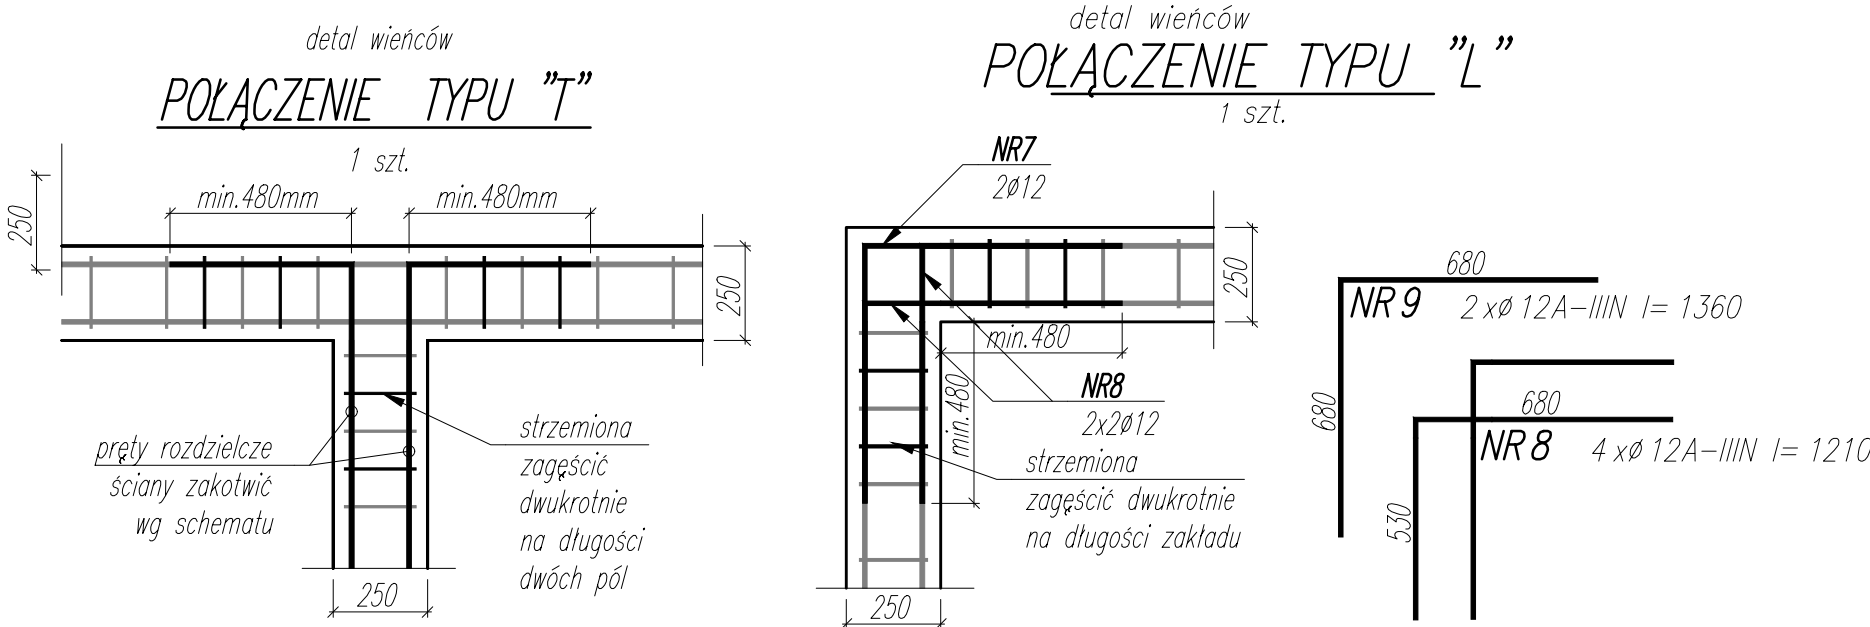 detal wieńców
POŁĄCZENIE TYPU "T"
1 szt.
min.480mm
min.480mm
250
250
pręty rozdzielcze
ściany zakotwić
wg schematu
strzemiona
zagęścić
dwukrotnie
na długości
dwóch pól
250
detal wieńców
POŁĄCZENIE TYPU "L"
1 szt.
NR7
2ø12
250
min.480
min.480
NR8
2x2ø12
strzemiona
zagęścić dwukrotnie
na długości zakładu
250
680
NR 9 2 xø 12A-IIIN l= 1360
680
680
NR 8 4 xø 12A-IIIN l= 1210
530